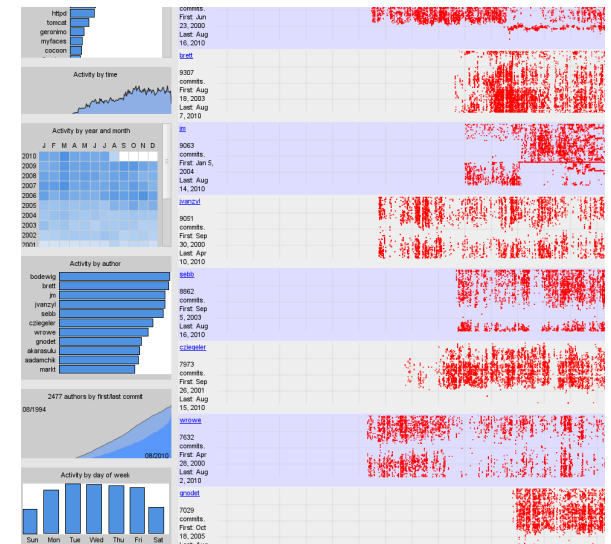 httpd
tomcat
geronimo
myfaces
cocoon
Activity by time
Activity by year and month
J F M A M J J A S O N D
2010
2009
2008
2007
2006
2005
2004
2003
2002
2001
Activity by author
bodewig
brett
jm
jvanzyl
sebb
cziegeler
wrowe
gnodet
akarasulu
aadamchik
markt
2477 authors by first/last commit
08/1994
08/2010
Activity by day of week
Sun Mon Tue Wed Thu Fri Sat
commits.
First: Jun
23, 2000
Last: Aug
16, 2010
brett
9307
commits.
First: Aug
18, 2003
Last: Aug
7, 2010
jm
9063
commits.
First: Jan 5,
2004
Last: Aug
14, 2010
jvanzyl
9051
commits.
First: Sep
30, 2000
Last: Apr
10, 2010
sebb
8862
commits.
First: Sep
5, 2003
Last: Aug
16, 2010
cziegeler
7973
commits.
First: Sep
26, 2001
Last: Aug
15, 2010
wrowe
7632
commits.
First: Apr
28, 2000
Last: Aug
2, 2010
gnodet
7029
commits.
First: Oct
18, 2005